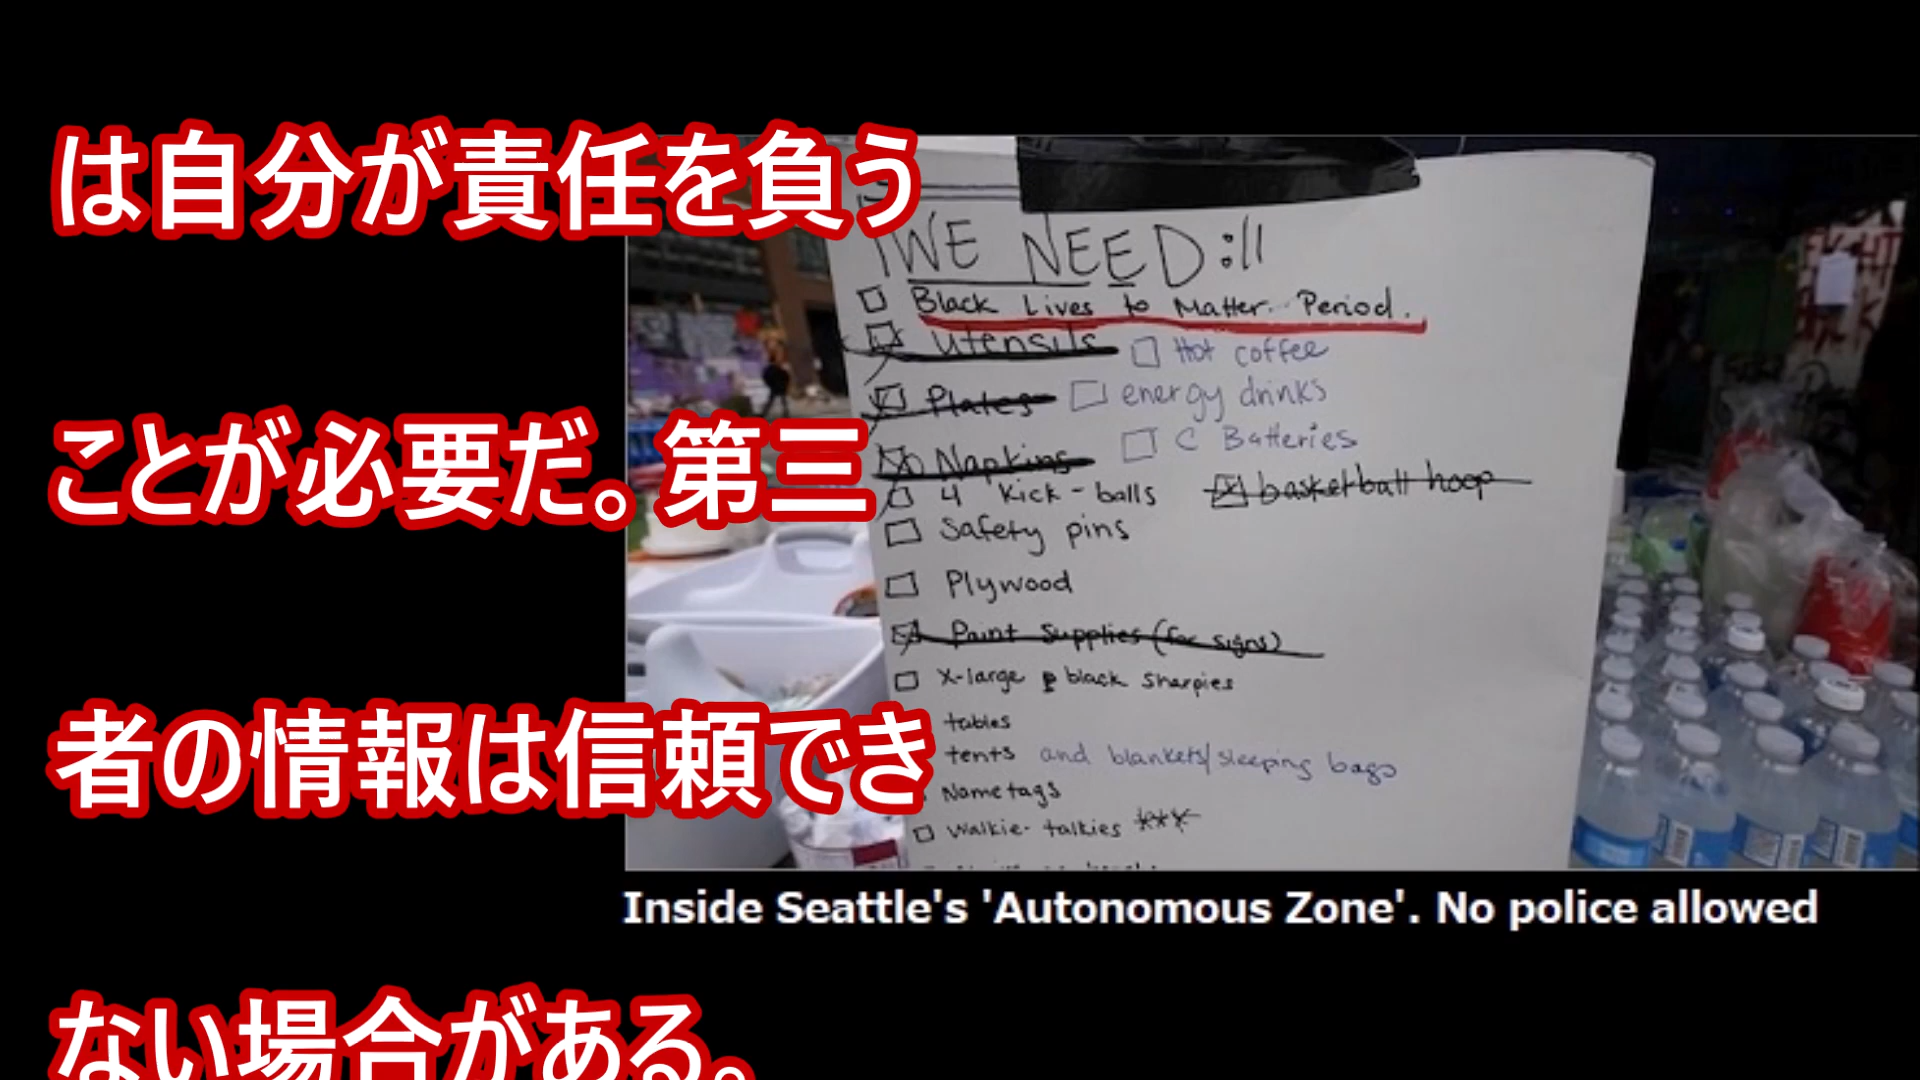 は自分が責任を負う
ことが必要だ。第三
者の情報は信頼でき
ない場合がある。
WE NEED:!!
Black Lives to Matter. Period.
Utensils
Hot coffee
Plates
energy drinks
Napkins
C Batteries
4 kick-balls
basketball hoop
Safety pins
Plywood
Paint Supplies (for signs)
X-large black sharpies
tables
tents and blankets/sleeping bags
Nametags
Walkie-talkies ***
Inside Seattle's 'Autonomous Zone'. No police allowed